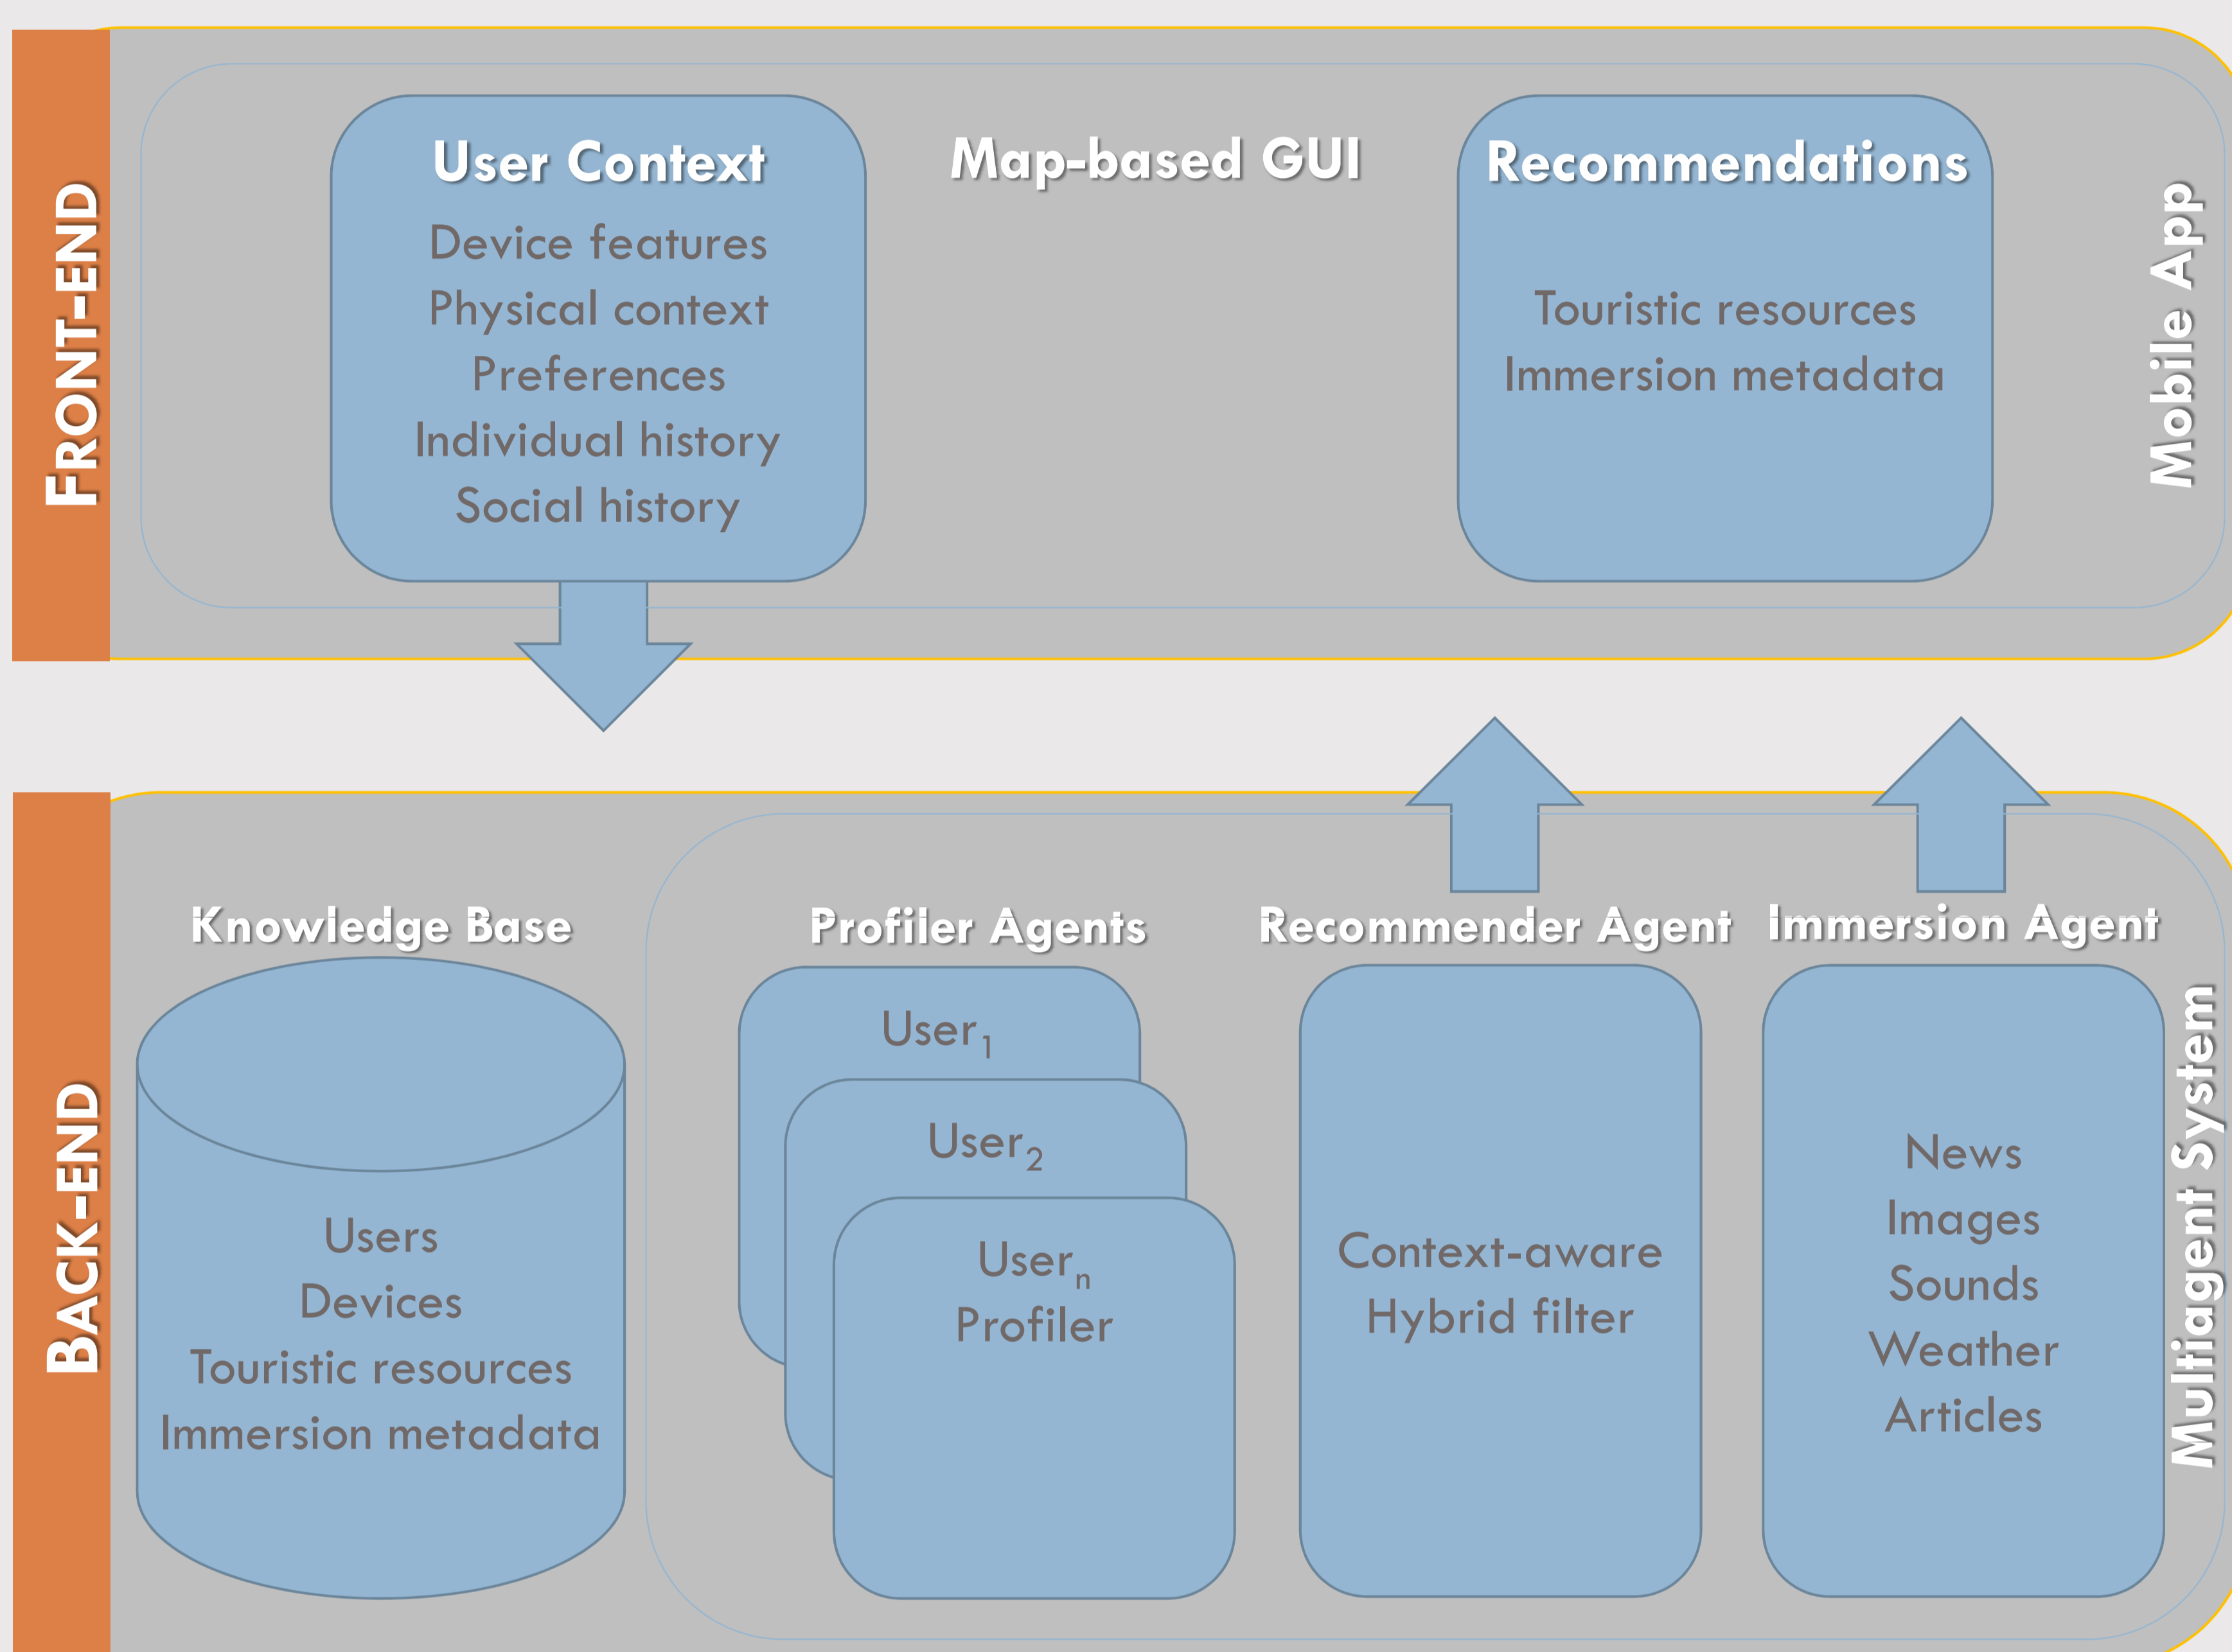 FRONT-END
User Context
Device features
Physical context
Preferences
Individual history
Social history
Map-based GUI
Recommendations
Touristic resources
Immersion metadata
Mobile App
BACK-END
Knowledge Base
Users
Devices
Touristic resources
Immersion metadata
Profiler Agents
User1
User2
Usern
Profiler
Recommender Agent
Context-aware
Hybrid filter
Immersion Agent
News
Images
Sounds
Weather
Articles
Multiagent System